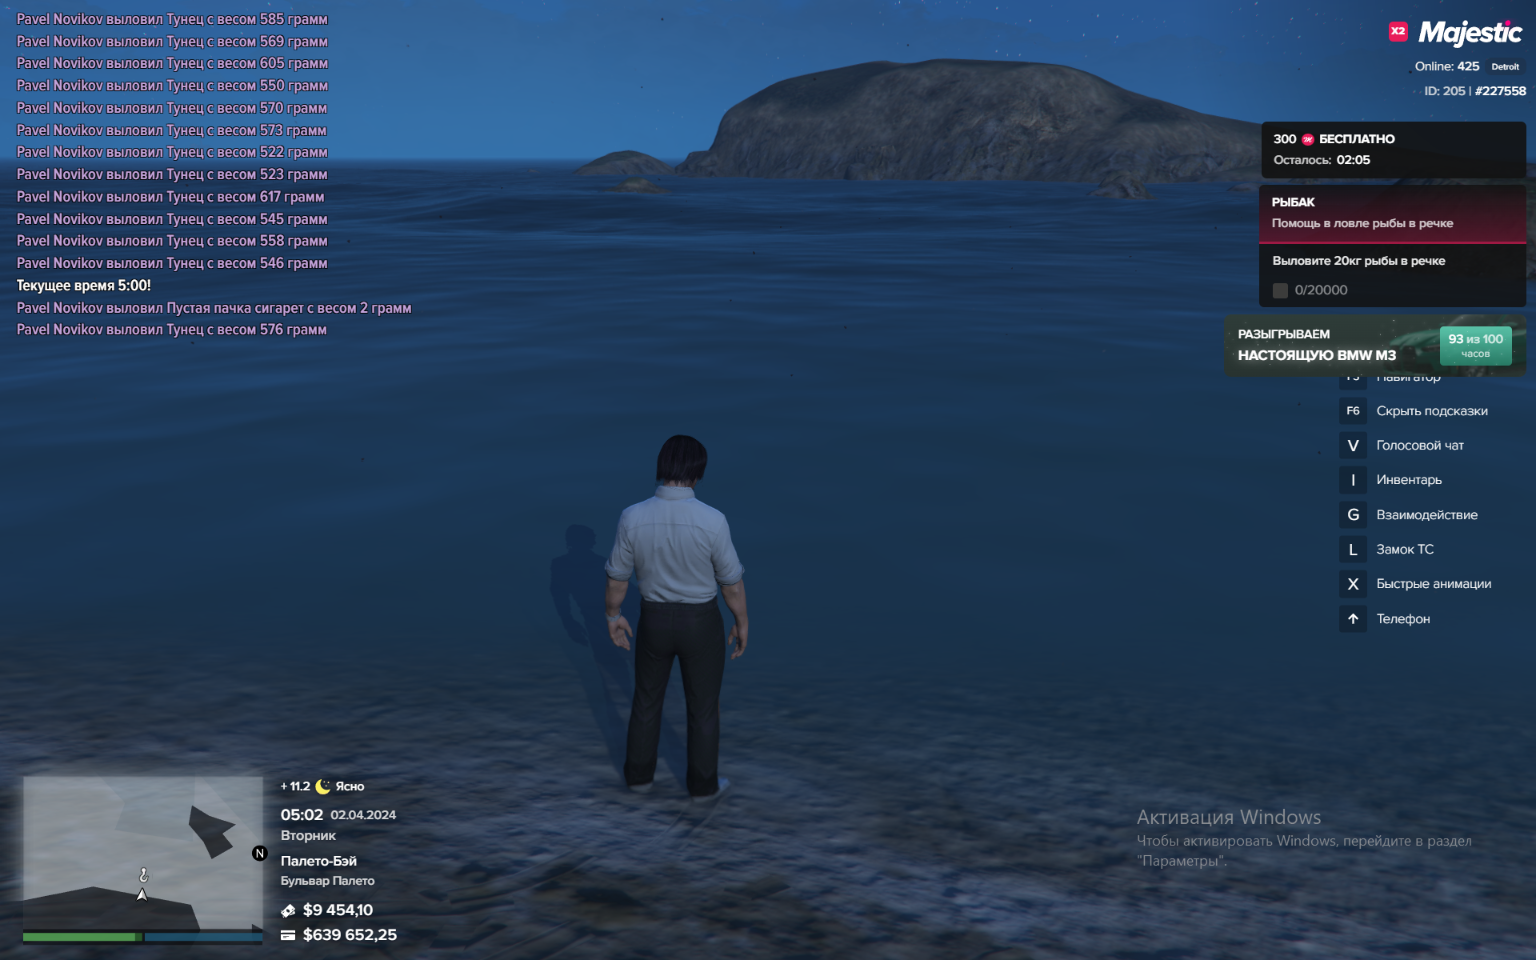 Pavel Novikov выловил Тунец с весом 585 грамм
Pavel Novikov выловил Тунец с весом 569 грамм
Pavel Novikov выловил Тунец с весом 605 грамм
Pavel Novikov выловил Тунец с весом 550 грамм
Pavel Novikov выловил Тунец с весом 570 грамм
Pavel Novikov выловил Тунец с весом 573 грамм
Pavel Novikov выловил Тунец с весом 522 грамм
Pavel Novikov выловил Тунец с весом 523 грамм
Pavel Novikov выловил Тунец с весом 617 грамм
Pavel Novikov выловил Тунец с весом 545 грамм
Pavel Novikov выловил Тунец с весом 558 грамм
Pavel Novikov выловил Тунец с весом 546 грамм
Текущее время 5:00!
Pavel Novikov выловил Пустая пачка сигарет с весом 2 грамм
Pavel Novikov выловил Тунец с весом 576 грамм
X2 Majestic
Online: 425 Detroit
ID: 205 | #227558
300 БЕСПЛАТНО
Осталось: 02:05
РЫБАК
Помощь в ловле рыбы в речке
Выловите 20кг рыбы в речке
0/20000
РАЗЫГРЫВАЕМ
НАСТОЯЩУЮ BMW M3
93 из 100
часов
Навигатор
F6 Скрыть подсказки
V Голосовой чат
I Инвентарь
G Взаимодействие
L Замок ТС
X Быстрые анимации
Телефон
+ 11.2 Ясно
05:02 02.04.2024
Вторник
N
Палето-Бэй
Бульвар Палето
$9 454,10
$639 652,25
Активация Windows
Чтобы активировать Windows, перейдите в раздел
"Параметры".